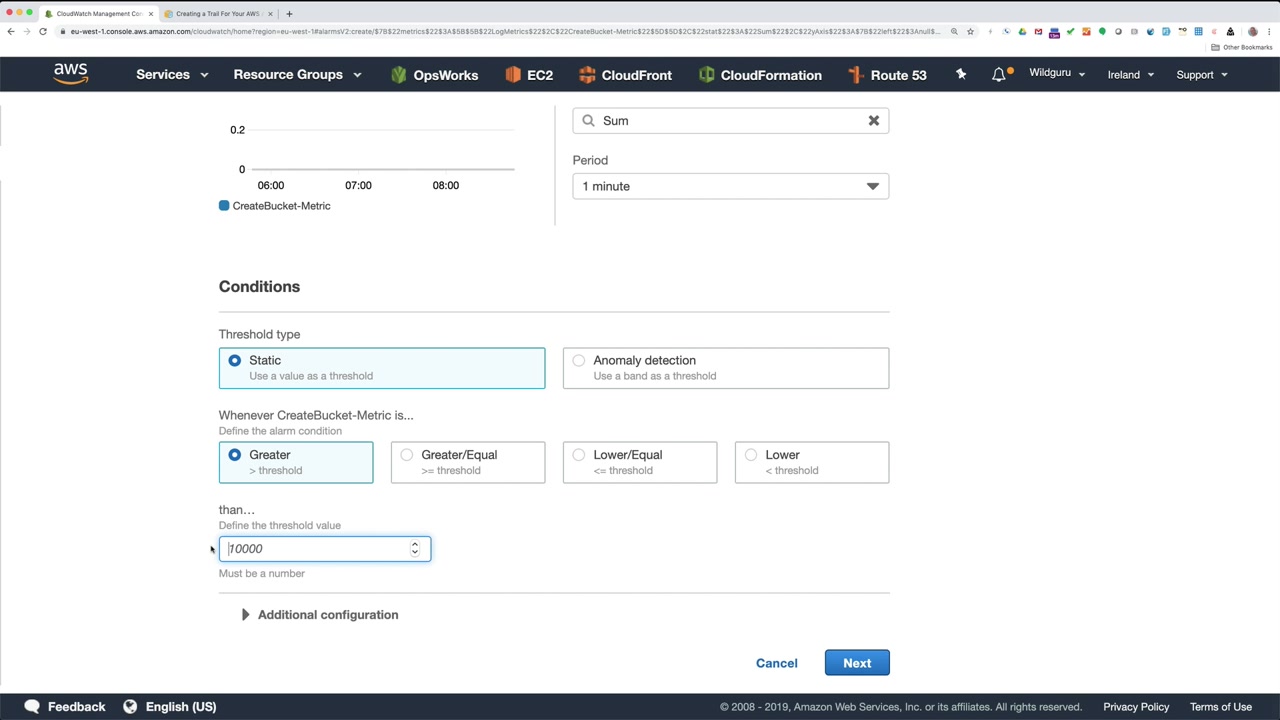 CloudWatch Management Con
Creating a Trail For Your AWS
eu-west-1.console.aws.amazon.com/cloudwatch/home?region=eu-west-1#alarmsV2:create/$7B$22metrics$22$3A$5B$5B$22LogMetrics$22$2C$22CreateBucket-Metric$22$5D$5D$2C$22stat$22$3A$22Sum$22$2C$22yAxis$22$3A$7B$22left$22$3Anull$
Other Bookmarks
aws
Services
Resource Groups
OpsWorks
EC2
CloudFront
CloudFormation
Route 53
Wildguru
Ireland
Support
0.2
0
06:00 07:00 08:00
CreateBucket-Metric
Sum
Period
1 minute
Conditions
Threshold type
Static
Use a value as a threshold
Anomaly detection
Use a band as a threshold
Whenever CreateBucket-Metric is...
Define the alarm condition
Greater
> threshold
Greater/Equal
>= threshold
Lower/Equal
<= threshold
Lower
< threshold
than...
Define the threshold value
10000
Must be a number
Additional configuration
Cancel
Next
Feedback
English (US)
© 2008 - 2019, Amazon Web Services, Inc. or its affiliates. All rights reserved.
Privacy Policy
Terms of Use